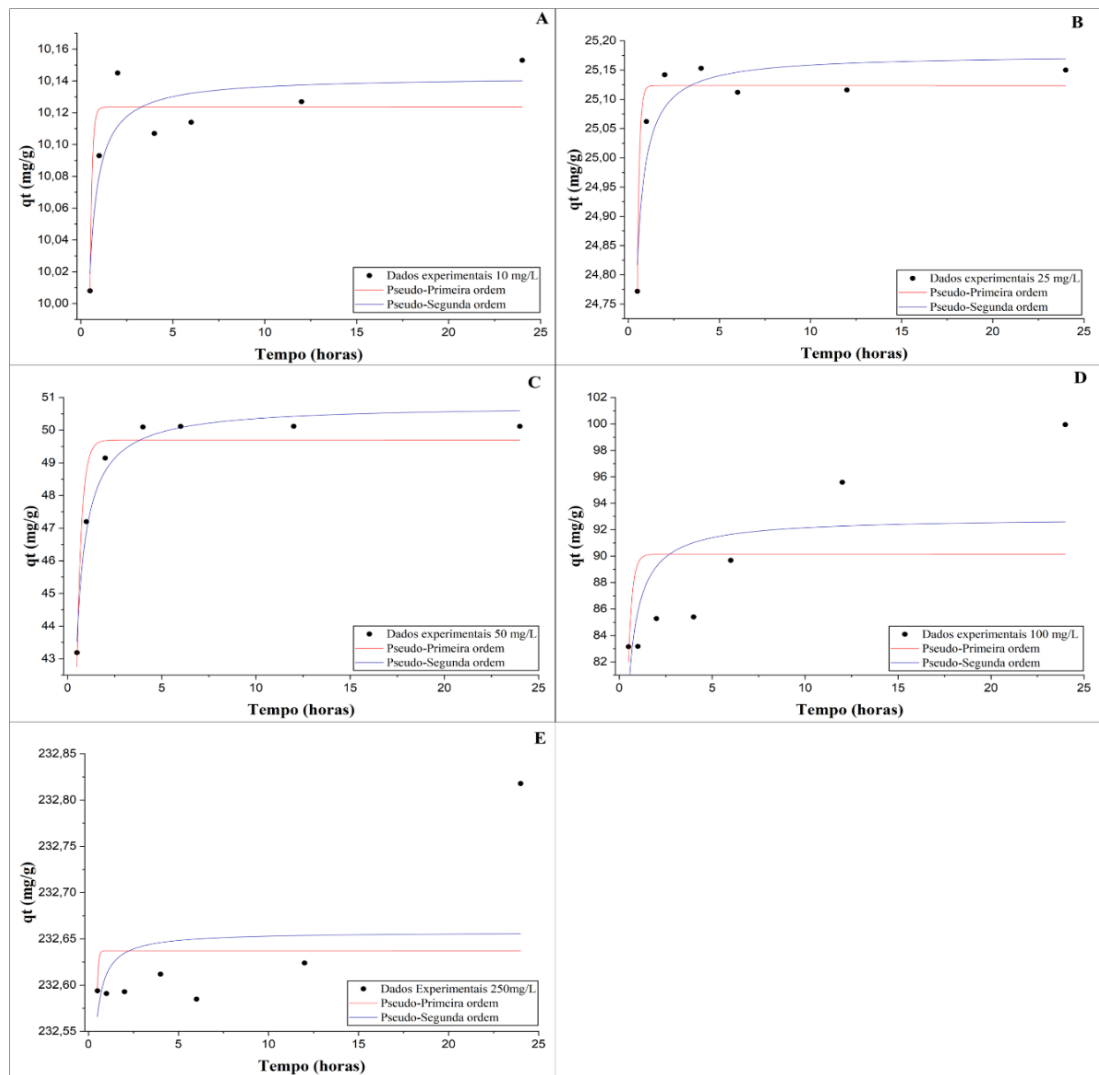 A
10,16
10,14
10,12
10,10
10,08
10,06
10,04
10,02
10,00
qt (mg/g)
Dados experimentais 10 mg/L
Pseudo-Primeira ordem
Pseudo-Segunda ordem
0 5 10 15 20 25
Tempo (horas)
B
25,20
25,15
25,10
25,05
25,00
24,95
24,90
24,85
24,80
24,75
qt (mg/g)
Dados experimentais 25 mg/L
Pseudo-Primeira ordem
Pseudo-Segunda ordem
0 5 10 15 20 25
Tempo (horas)
C
51
50
49
48
47
46
45
44
43
qt (mg/g)
Dados experimentais 50 mg/L
Pseudo-Primeira ordem
Pseudo-Segunda ordem
0 5 10 15 20 25
Tempo (horas)
D
102
100
98
96
94
92
90
88
86
84
82
qt (mg/g)
Dados experimentais 100 mg/L
Pseudo-Primeira ordem
Pseudo-Segunda ordem
0 5 10 15 20 25
Tempo (horas)
E
232,85
232,80
232,75
232,70
232,65
232,60
232,55
qt (mg/g)
Dados Experimentais 250mg/L
Pseudo-Primeira ordem
Pseudo-Segunda ordem
0 5 10 15 20 25
Tempo (horas)